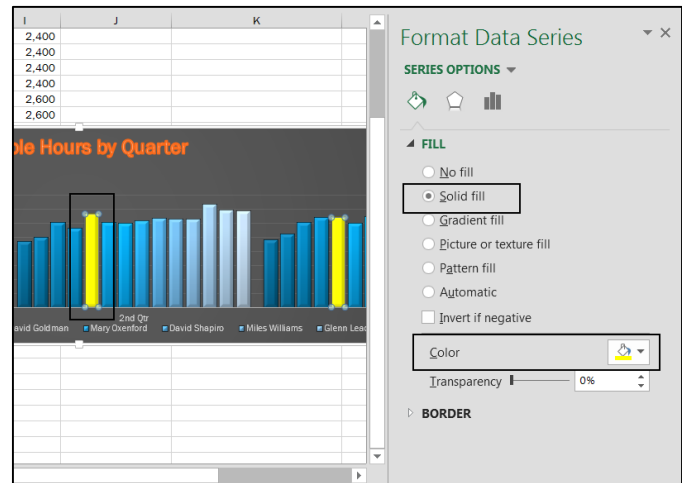 I J K
2,400
2,400
2,400
2,400
2,600
2,600
ble Hours by Quarter
2nd Qtr
avid Goldman Mary Oxenford David Shapiro Miles Williams Glenn Leac
Format Data Series
SERIES OPTIONS
FILL
No fill
Solid fill
Gradient fill
Picture or texture fill
Pattern fill
Automatic
Invert if negative
Color
Transparency 0%
BORDER